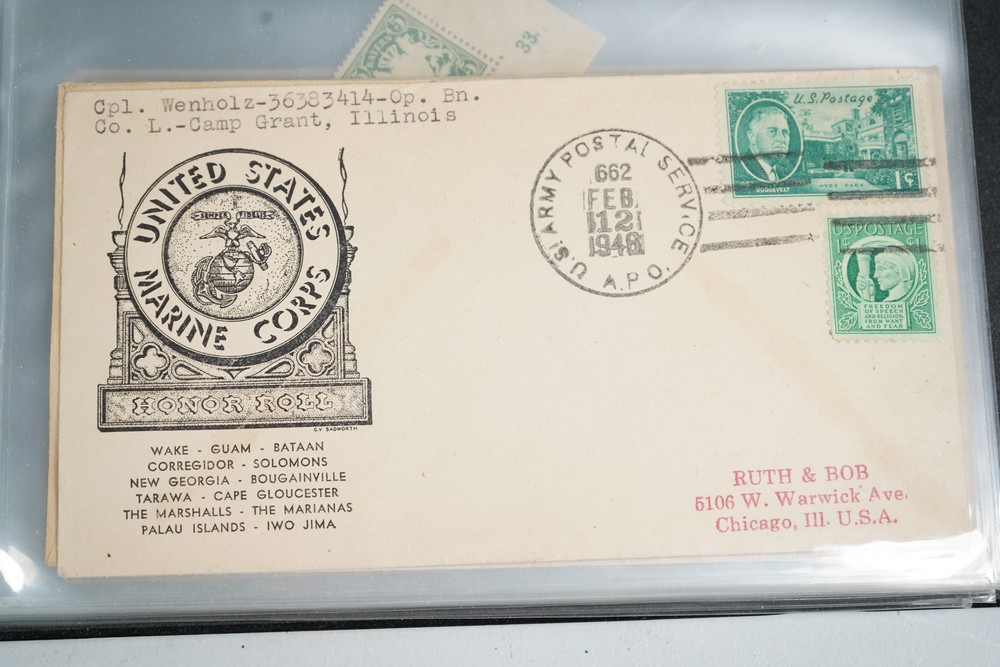 33
Cpl. Wenholz-36383414-Op. Bn.
Co. L.-Camp Grant, Illinois
UNITED STATES
SEMPER FIDELIS
MARINE CORPS
HONOR ROLL
G.V. SADWORTH
WAKE - GUAM - BATAAN
CORREGIDOR - SOLOMONS
NEW GEORGIA - BOUGAINVILLE
TARAWA - CAPE GLOUCESTER
THE MARSHALLS - THE MARIANAS
PALAU ISLANDS - IWO JIMA
U.S. ARMY POSTAL SERVICE
662
FEB
12
1946
A.P.O.
U.S. Postage
ROOSEVELT
HYDE PARK
1¢
US POSTAGE
1¢ ¢1
FREEDOM
OF SPEECH
AND RELIGION,
FROM WANT
AND FEAR
RUTH & BOB
5106 W. Warwick Ave.
Chicago, Ill. U.S.A.